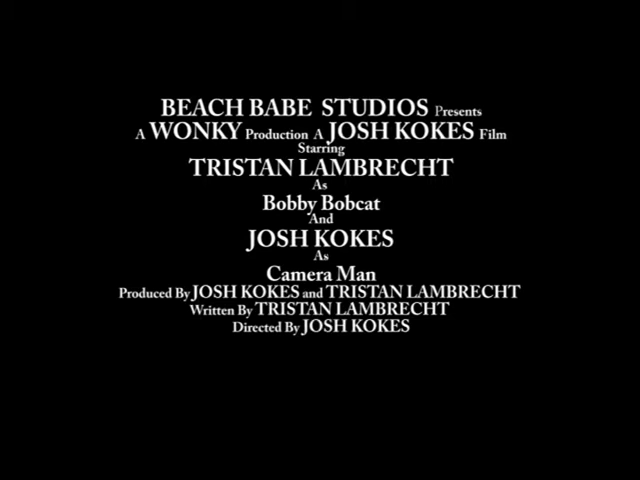 BEACH BABE STUDIOS Presents
A WONKY Production A JOSH KOKES Film
Starring
TRISTAN LAMBRECHT
As
Bobby Bobcat
And
JOSH KOKES
As
Camera Man
Produced By JOSH KOKES and TRISTAN LAMBRECHT
Written By TRISTAN LAMBRECHT
Directed By JOSH KOKES